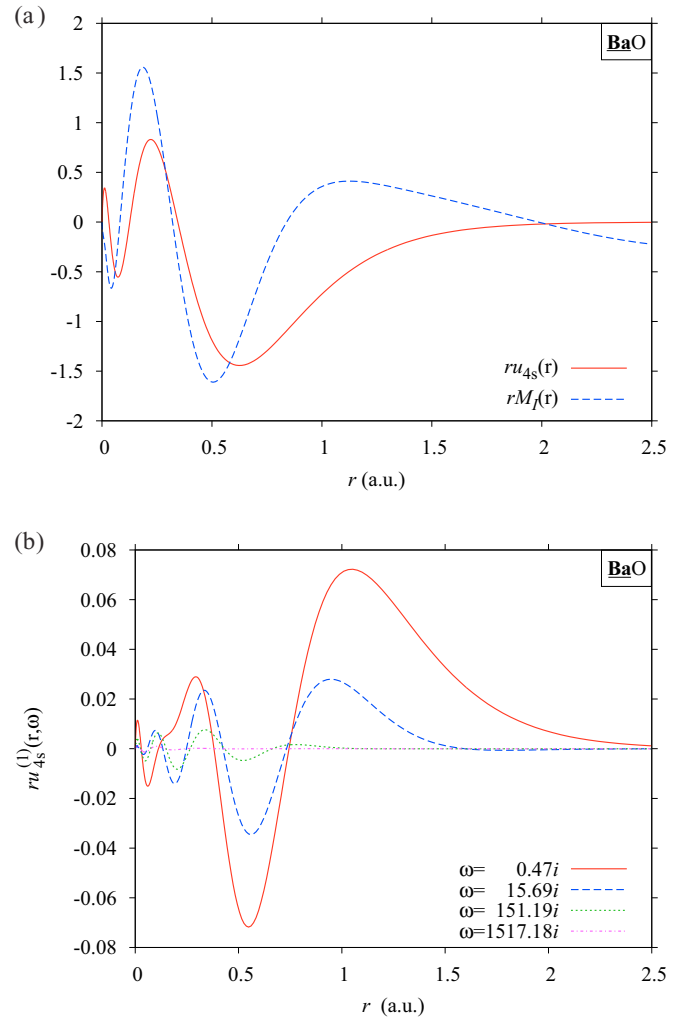 (a)
2
1.5
1
0.5
0
-0.5
-1
-1.5
-2
BaO
ru4s(r)
rMI(r)
0 0.5 1 1.5 2 2.5
r (a.u.)
(b)
0.08
0.06
0.04
0.02
0
-0.02
-0.04
-0.06
-0.08
ru4s(1)(r,ω)
BaO
ω= 0.47i
ω= 15.69i
ω= 151.19i
ω=1517.18i
0 0.5 1 1.5 2 2.5
r (a.u.)